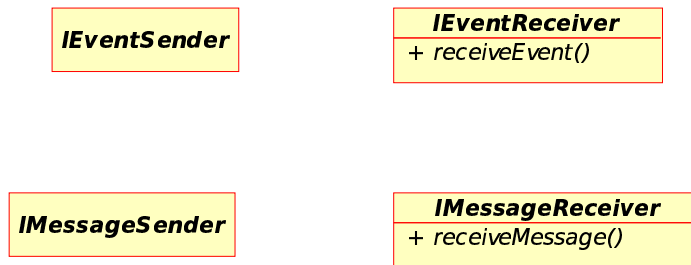 IEventSender
IEventReceiver
+ receiveEvent()
IMessageSender
IMessageReceiver
+ receiveMessage()